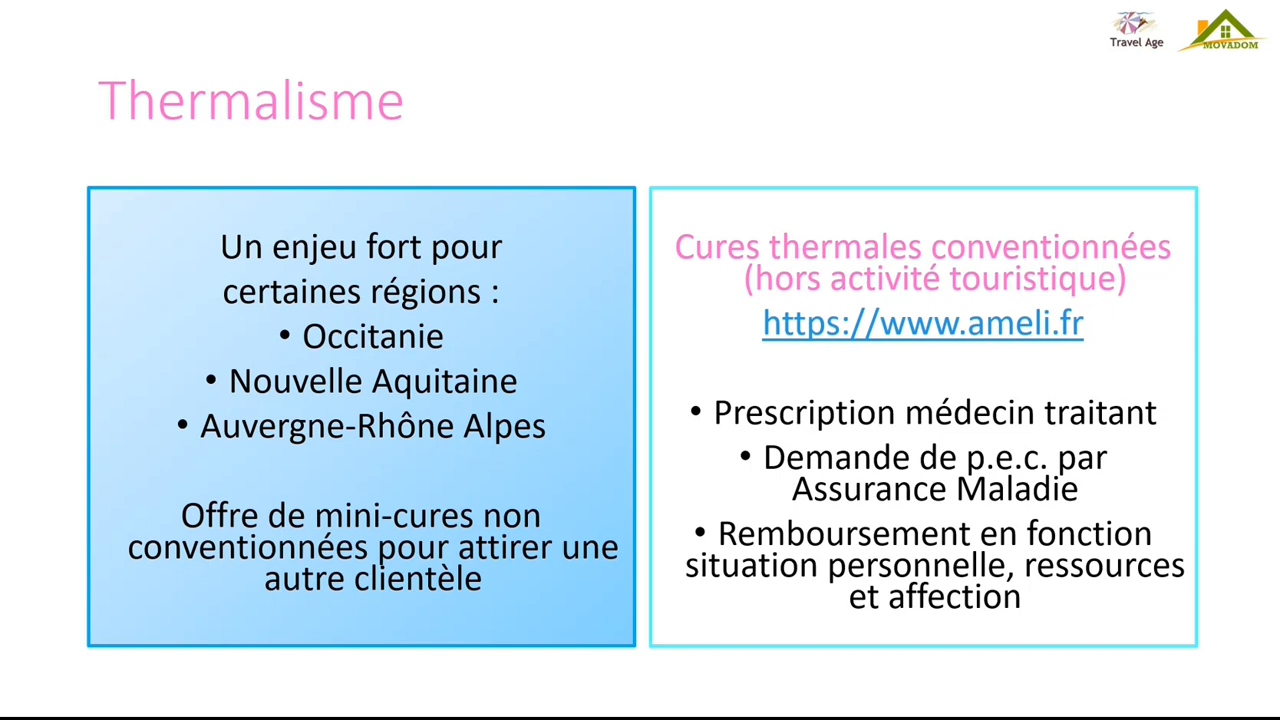 Travel Age
MOVADOM
Thermalisme
Un enjeu fort pour
certaines régions :
• Occitanie
• Nouvelle Aquitaine
• Auvergne-Rhône Alpes
Offre de mini-cures non
conventionnées pour attirer une
autre clientèle
Cures thermales conventionnées
(hors activité touristique)
https://www.ameli.fr
• Prescription médecin traitant
• Demande de p.e.c. par
Assurance Maladie
• Remboursement en fonction
situation personnelle, ressources
et affection